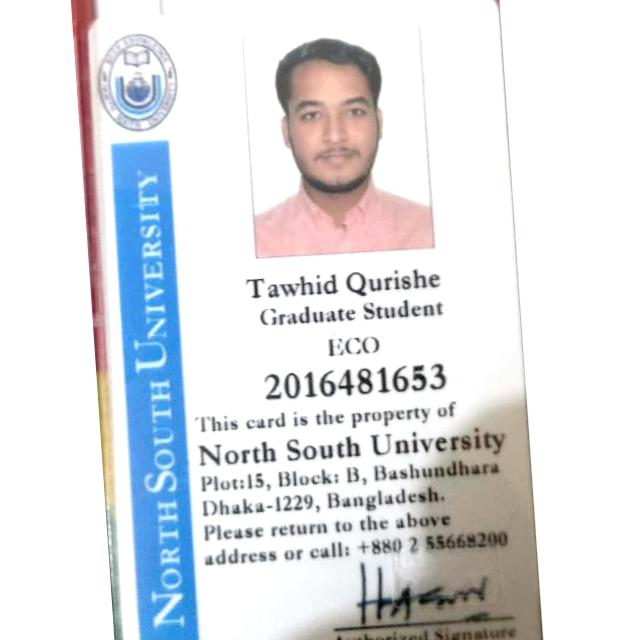 NORTH SOUTH UNIVERSITY
Tawhid Qurishe
Graduate Student
ECO
2016481653
This card is the property of
North South University
Plot:15, Block: B, Bashundhara
Dhaka-1229, Bangladesh.
Please return to the above
address or call: +880 2 55668200
Authorized Signature